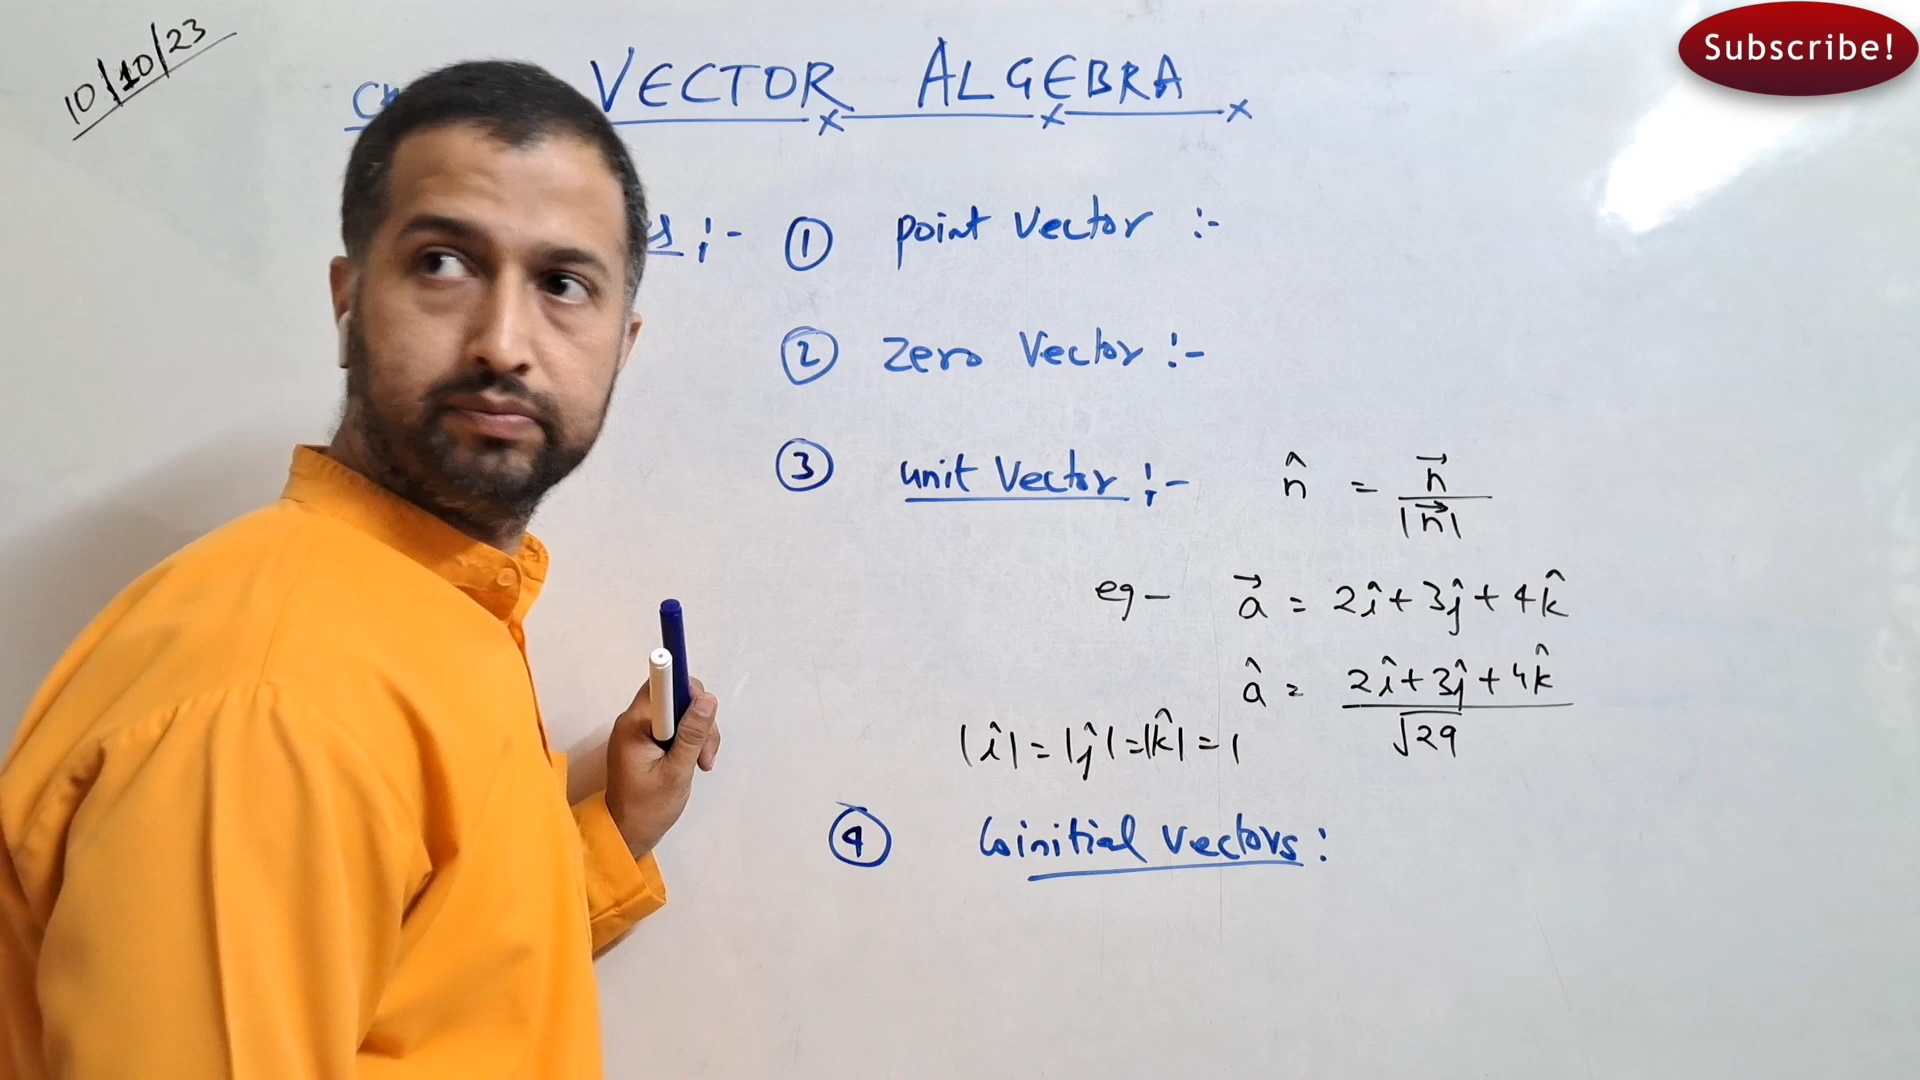 10/10/23
Subscribe!
VECTOR ALGEBRA
:- ① point vector :-
② Zero Vector :-
③ unit Vector :- n̂ = n⃗ / |n⃗|
eg- a⃗ = 2î + 3ĵ + 4k̂
â = 2î + 3ĵ + 4k̂ / √29
|î| = |ĵ| = |k̂| = 1
④ Coinitial Vectors :